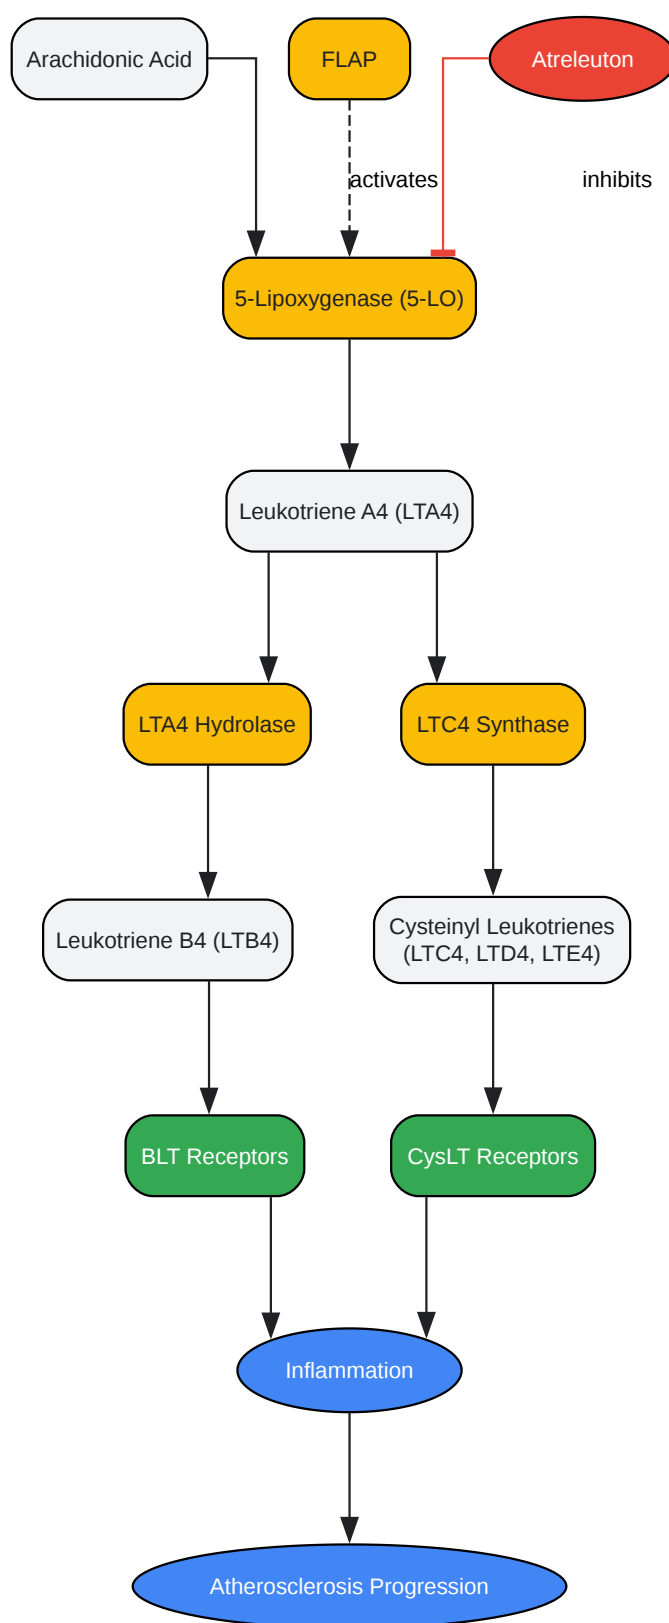 Arachidonic Acid
FLAP
Atreleuton
activates
inhibits
5-Lipoxygenase (5-LO)
Leukotriene A4 (LTA4)
LTA4 Hydrolase
LTC4 Synthase
Leukotriene B4 (LTB4)
Cysteinyl Leukotrienes
(LTC4, LTD4, LTE4)
BLT Receptors
CysLT Receptors
Inflammation
Atherosclerosis Progression